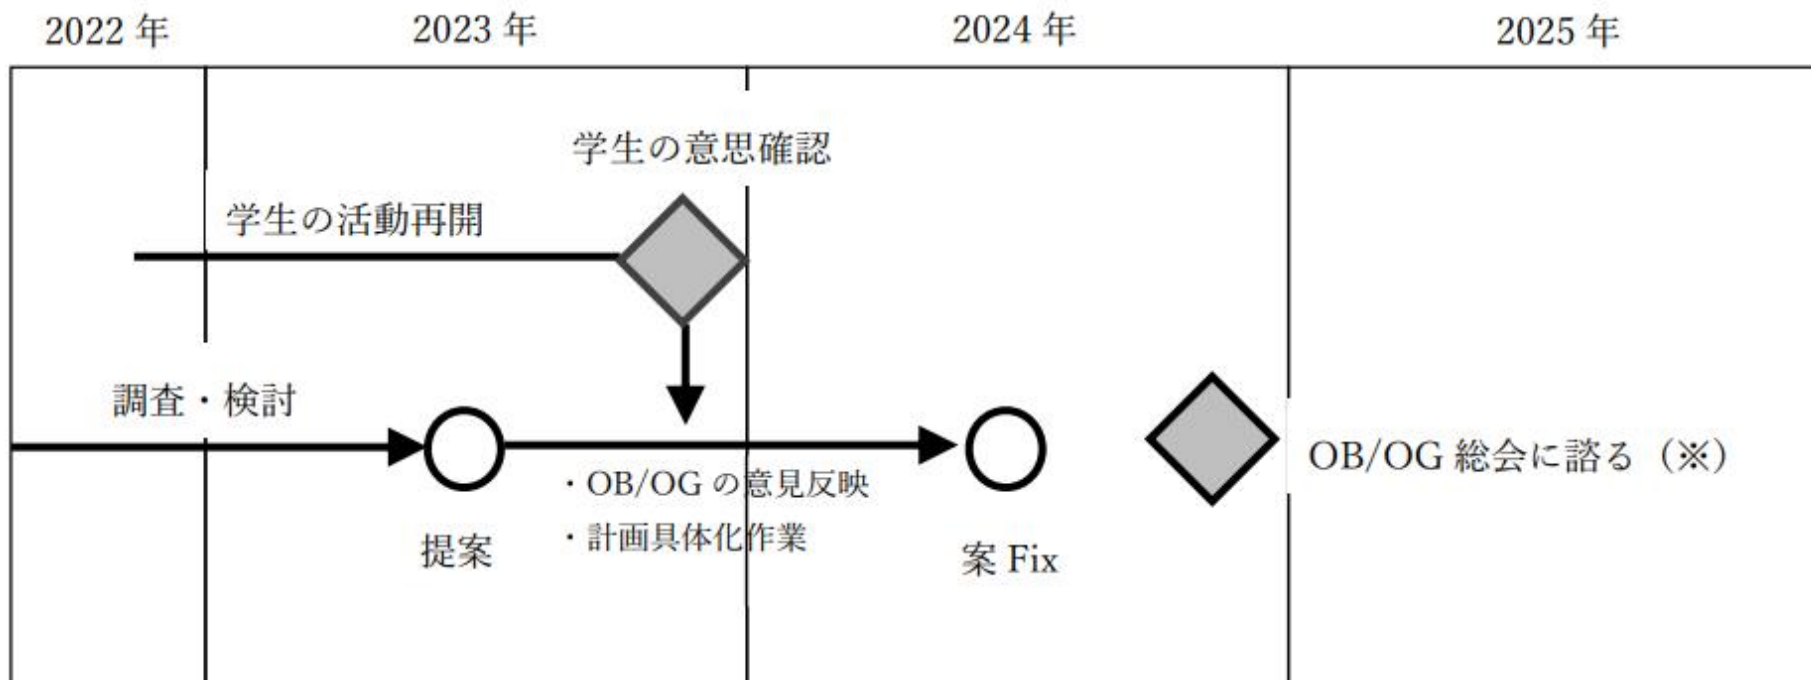 2022 年
2023 年
2024 年
2025 年
学生の意思確認
学生の活動再開
調査・検討
・OB/OG の意見反映
・計画具体化作業
OB/OG 総会に諮る（※）
提案
案 Fix